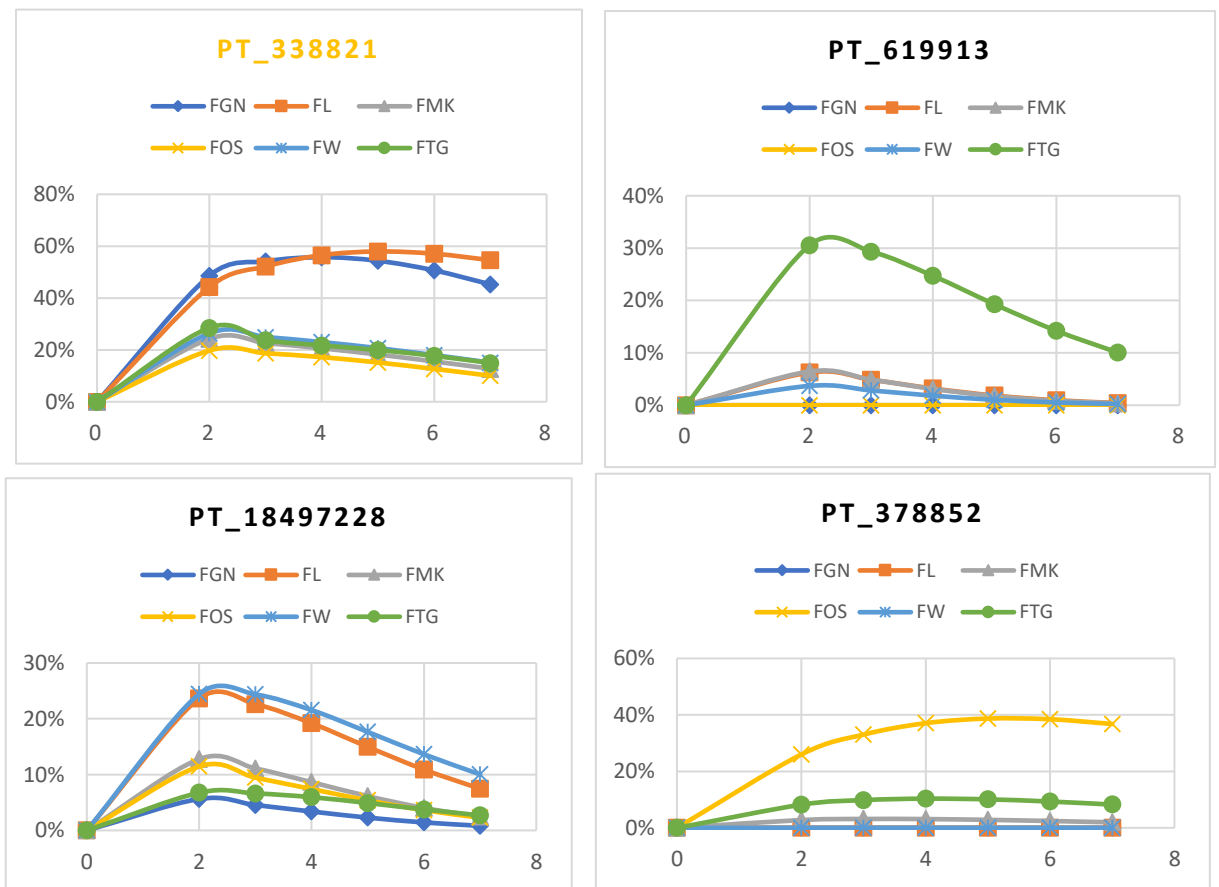 PT_338821
FGN FL FMK
FOS FW FTG
80%
60%
40%
20%
0%
0 2 4 6 8
PT_619913
FGN FL FMK
FOS FW FTG
40%
30%
20%
10%
0%
0 2 4 6 8
PT_18497228
FGN FL FMK
FOS FW FTG
30%
20%
10%
0%
0 2 4 6 8
PT_378852
FGN FL FMK
FOS FW FTG
60%
40%
20%
0%
0 2 4 6 8